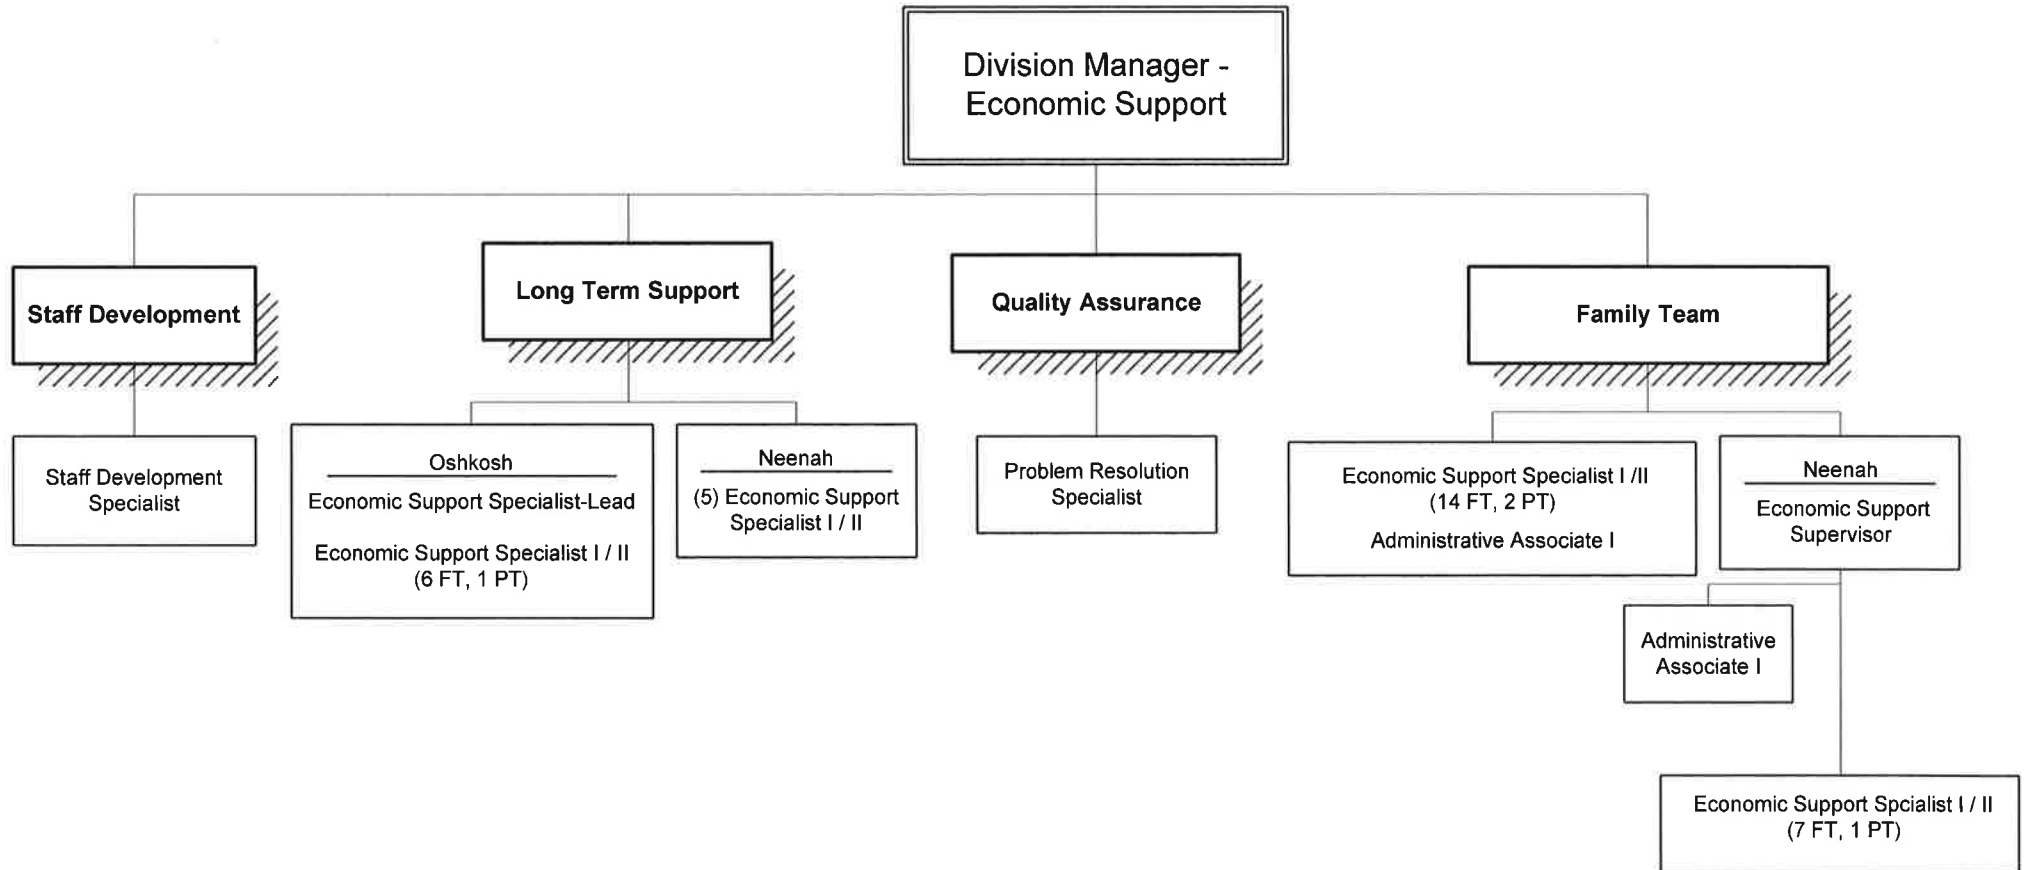 Division Manager -
Economic Support
Staff Development
Long Term Support
Quality Assurance
Family Team
Staff Development
Specialist
Oshkosh
Economic Support Specialist-Lead
Economic Support Specialist I / II
(6 FT, 1 PT)
Neenah
(5) Economic Support
Specialist I / II
Problem Resolution
Specialist
Economic Support Specialist I /II
(14 FT, 2 PT)
Administrative Associate I
Neenah
Economic Support
Supervisor
Administrative
Associate I
Economic Support Spcialist I / II
(7 FT, 1 PT)